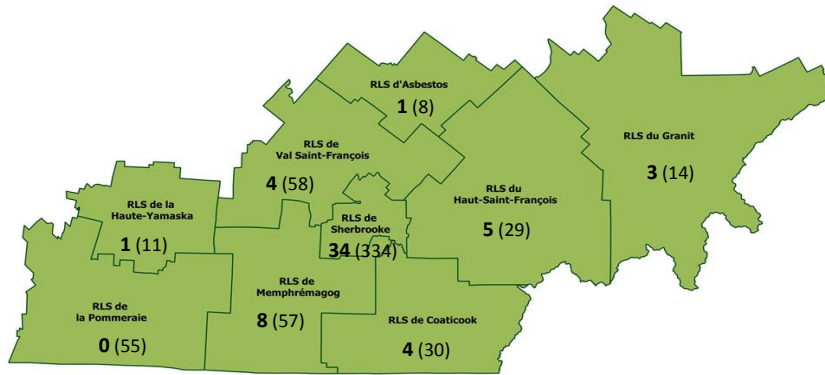 RLS d'Asbestos
1 (8)
RLS du Granit
3 (14)
RLS de
Val Saint-François
4 (58)
RLS du
Haut-Saint-François
5 (29)
RLS de la
Haute-Yamaska
1 (11)
RLS de
Sherbrooke
34 (334)
RLS de
Memphrémagog
8 (57)
RLS de
la Pommeraie
0 (55)
RLS de Coaticook
4 (30)